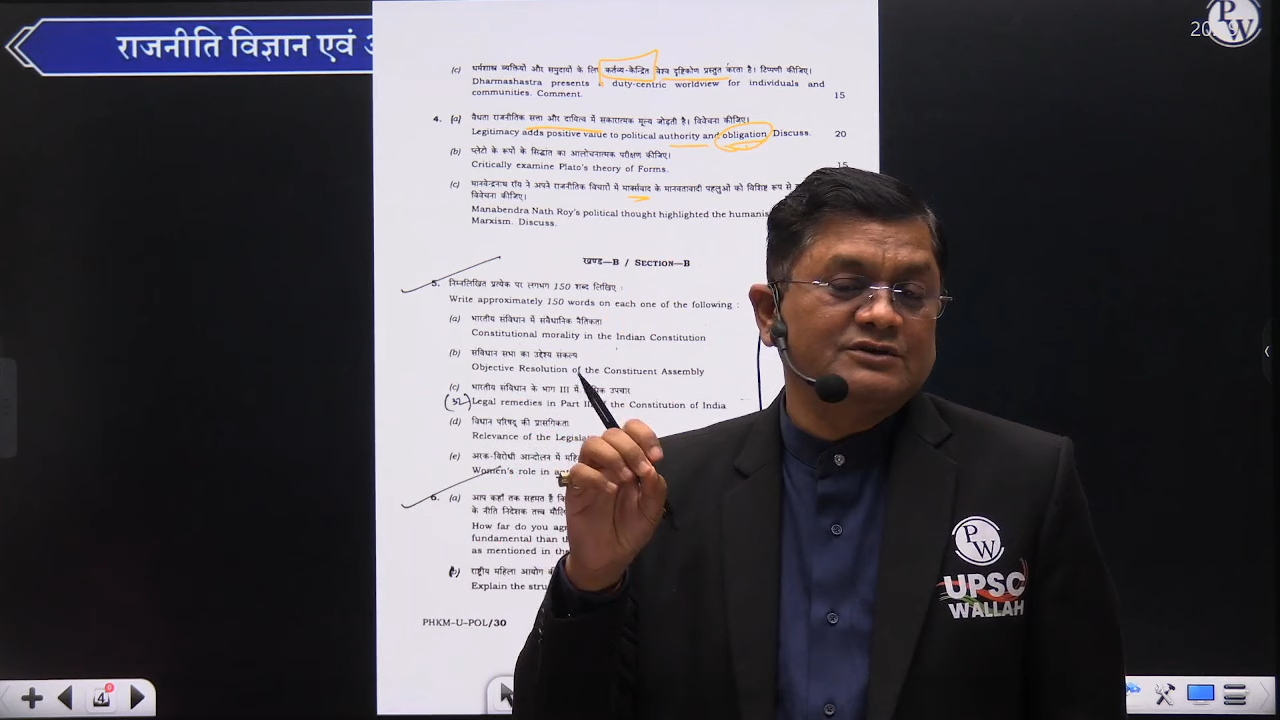 राजनीति विज्ञान एवं
PW
(c) धर्मशास्त्र व्यक्तियों और समुदायों के लिए कर्तव्य-केन्द्रित विश्व दृष्टिकोण प्रस्तुत करता है। टिप्पणी कीजिए।
Dharmashastra presents a duty-centric worldview for individuals and
communities. Comment. 15
4. (a) वैधता राजनीतिक सत्ता और दायित्व में सकारात्मक मूल्य जोड़ती है। विवेचना कीजिए।
Legitimacy adds positive value to political authority and obligation. Discuss. 20
(b) प्लेटो के रूपों के सिद्धांत का आलोचनात्मक परीक्षण कीजिए।
Critically examine Plato's theory of Forms. 15
(c) मानवेन्द्रनाथ रॉय ने अपने राजनीतिक विचारों में मार्क्सवाद के मानवतावादी पहलुओं को विशिष्ट रूप से
विवेचना कीजिए।
Manabendra Nath Roy's political thought highlighted the
Marxism. Discuss.
खण्ड—B / SECTION—B
5. निम्नलिखित प्रत्येक पर लगभग 150 शब्द लिखिए :
Write approximately 150 words on each one of the following :
(a) भारतीय संविधान में संवैधानिक नैतिकता
Constitutional morality in the Indian Constitution
(b) संविधान सभा का उद्देश्य संकल्प
Objective Resolution of the Constituent Assembly
(c) भारतीय संविधान के भाग III में उपचार
(32) Legal remedies in Part III of the Constitution of India
(d) विधान परिषद् की प्रासंगिकता
Relevance of the
(e) अरक-विरोधी आन्दोलन में
Women's role in
6. (a) आप कहाँ तक सहमत हैं
के नीति निदेशक तत्त्व
How far do you
fundamental than
as mentioned in
(b) राष्ट्रीय महिला आयोग
Explain the
PHKM-U-POL/30
4
PW
UPSC
WALLAH